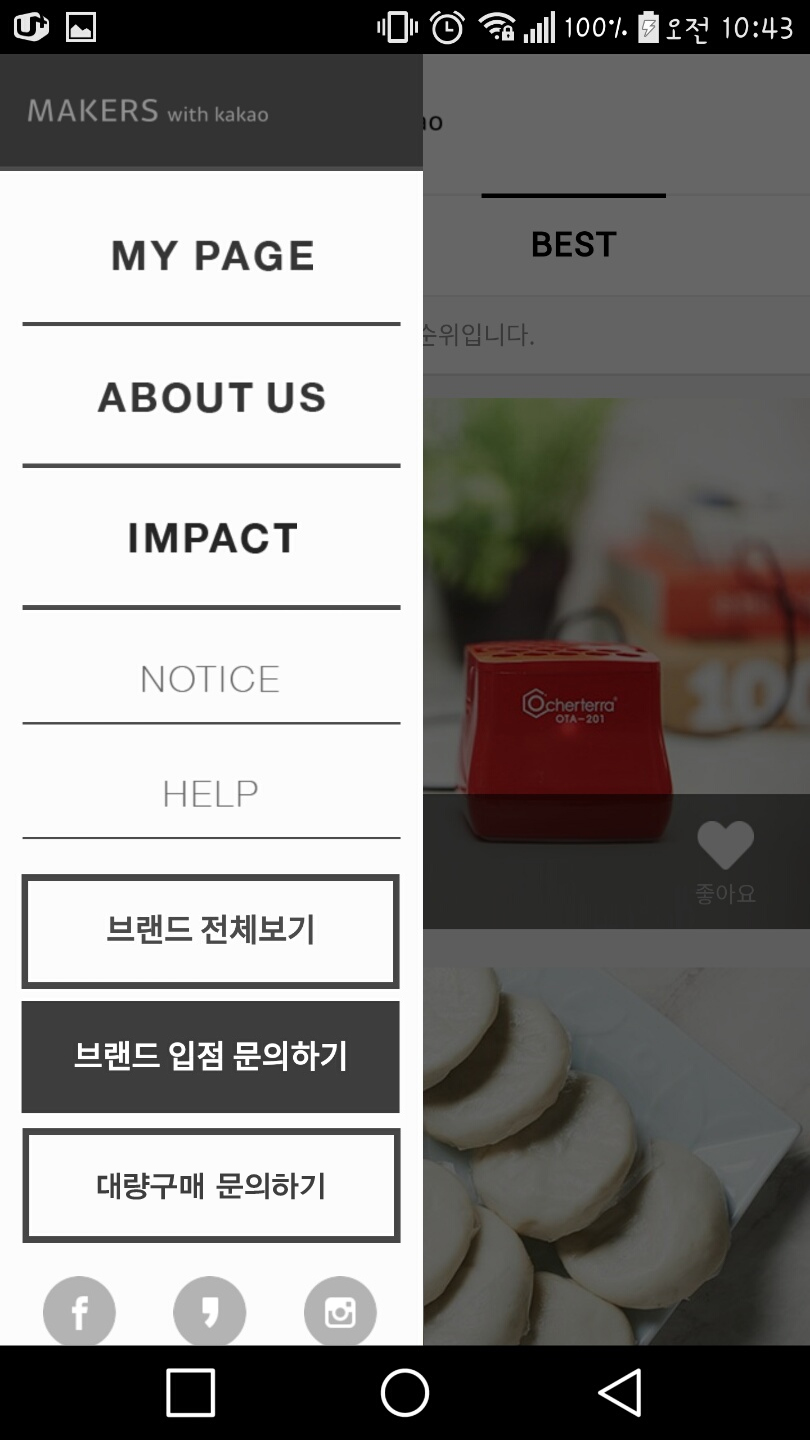 100% 오전 10:43
MAKERS with kakao
ao
BEST
순위입니다.
MY PAGE
ABOUT US
IMPACT
NOTICE
HELP
브랜드 전체보기
브랜드 입점 문의하기
대량구매 문의하기
Ocherterra
OTA-201
100
좋아요